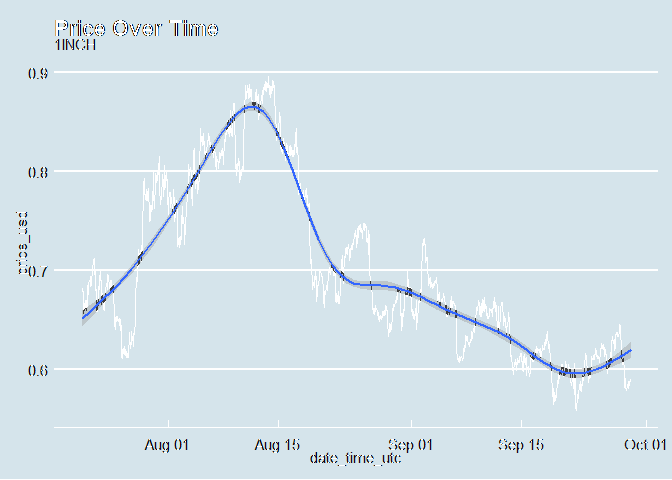 Price Over Time
1INCH
0.9
0.8
0.7
0.6
price_usd
Aug 01 Aug 15 Sep 01 Sep 15 Oct 01
date_time_utc